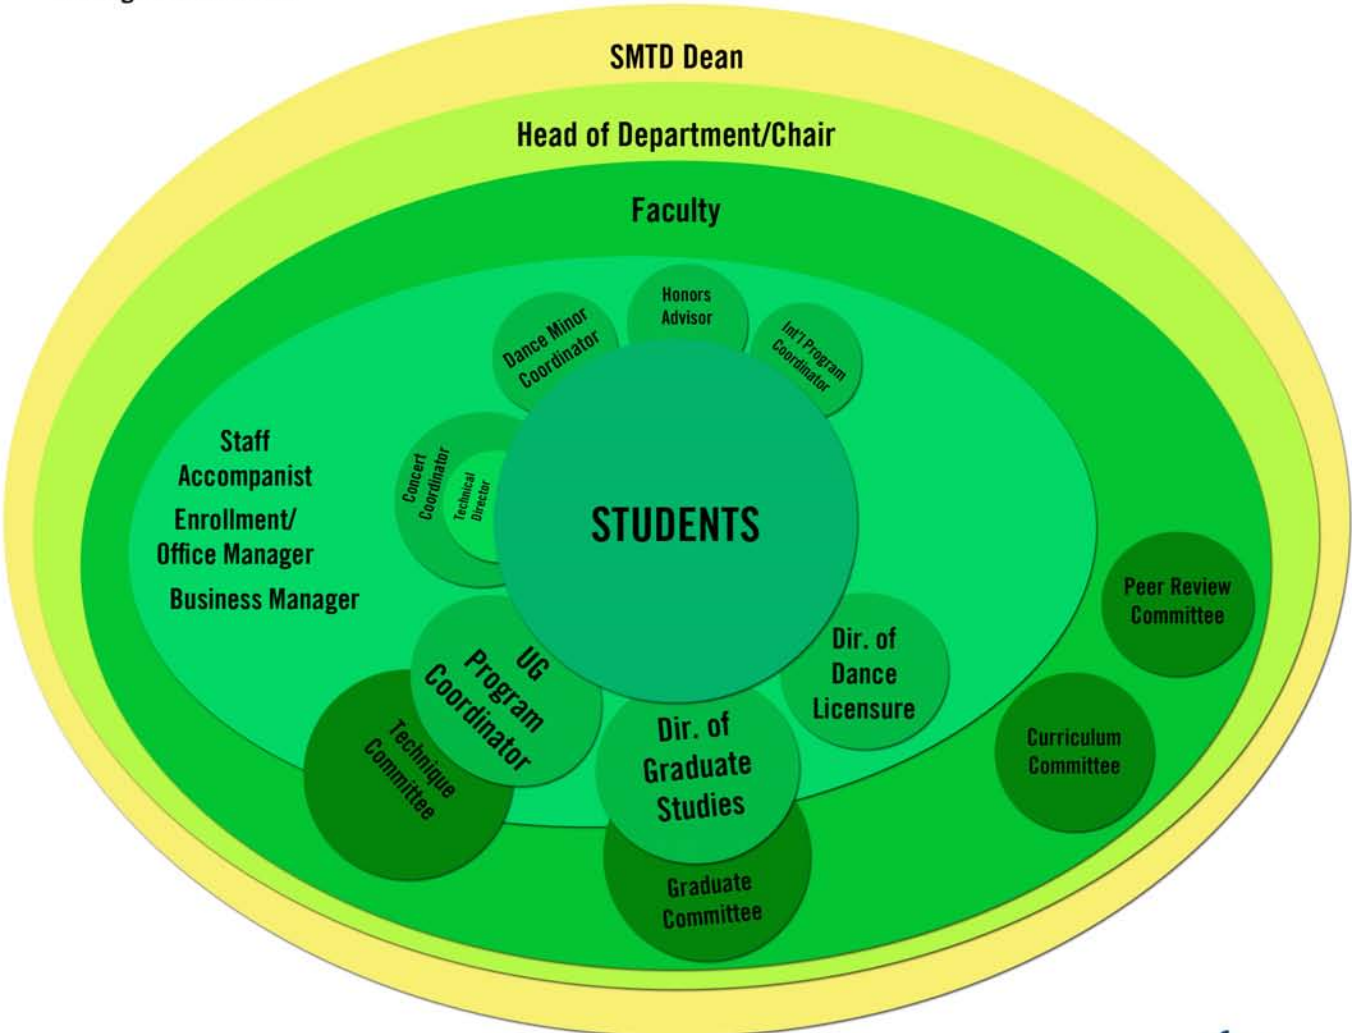 SMTD Dean
Head of Department/Chair
Faculty
Honors
Advisor
Dance Minor
Coordinator
Int'l Program
Coordinator
Staff
Accompanist
Enrollment/
Office Manager
Business Manager
Concert
Coordinator
Technical
Director
STUDENTS
Peer Review
Committee
UG
Program
Coordinator
Technique
Committee
Dir. of
Graduate
Studies
Dir. of
Dance
Licensure
Curriculum
Committee
Graduate
Committee